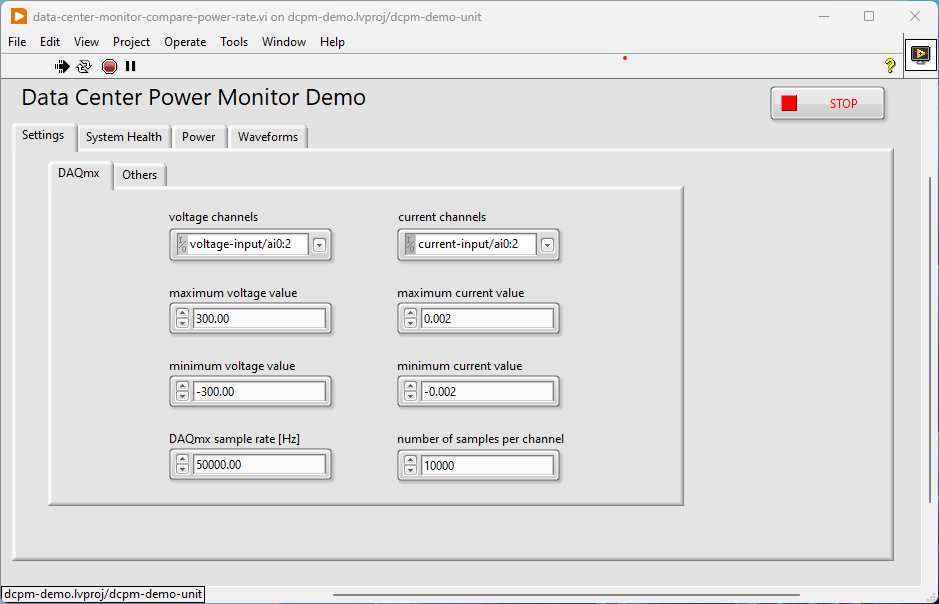 data-center-monitor-compare-power-rate.vi on dcpm-demo.lvproj/dcpm-demo-unit
File Edit View Project Operate Tools Window Help
?
Data Center Power Monitor Demo
STOP
Settings System Health Power Waveforms
DAQmx Others
voltage channels current channels
I/O voltage-input/ai0:2 I/O current-input/ai0:2
maximum voltage value maximum current value
300.00 0.002
minimum voltage value minimum current value
-300.00 -0.002
DAQmx sample rate [Hz] number of samples per channel
50000.00 10000
dcpm-demo.lvproj/dcpm-demo-unit